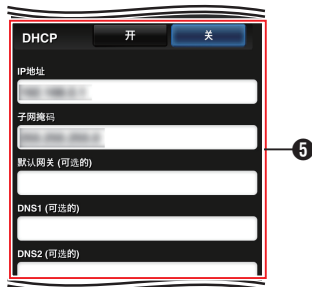 DHCP 开 关
IP地址
子网掩码
默认网关 (可选的)
DNS1 (可选的)
DNS2 (可选的)
5